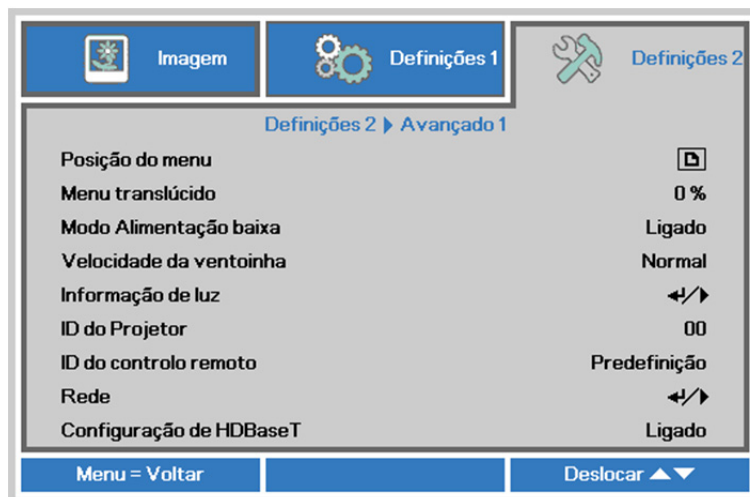 Imagem
Definições 1
Definições 2
Definições 2 Avançado 1
Posição do menu
Menu translúcido 0 %
Modo Alimentação baixa Ligado
Velocidade da ventoinha Normal
Informação de luz
ID do Projetor 00
ID do controlo remoto Predefinição
Rede
Configuração de HDBaseT Ligado
Menu = Voltar
Deslocar